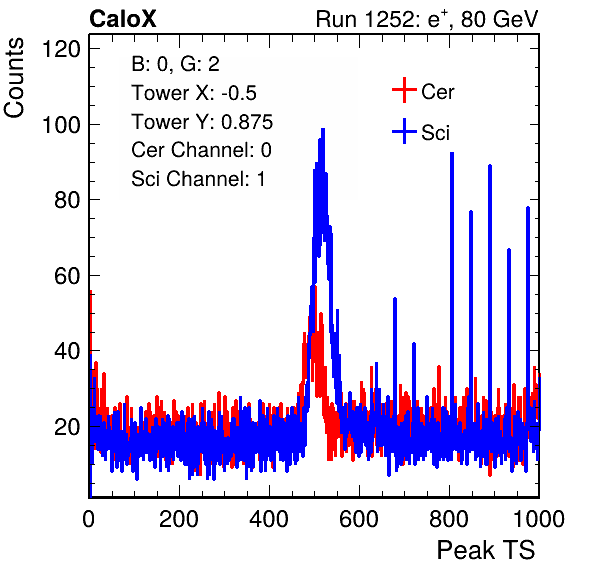 CaloX Run 1252: e⁺, 80 GeV
Counts
B: 0, G: 2
Tower X: -0.5
Tower Y: 0.875
Cer Channel: 0
Sci Channel: 1
Cer
Sci
120
100
80
60
40
20
0 200 400 600 800 1000
Peak TS